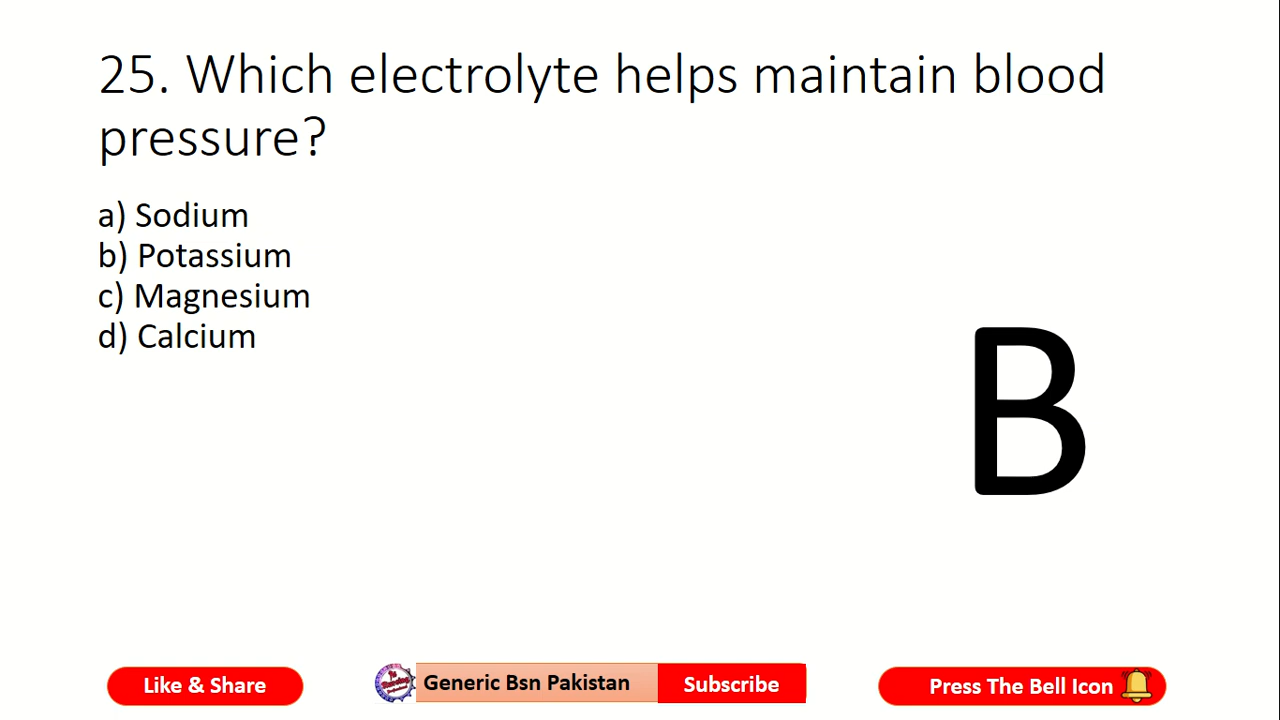 25. Which electrolyte helps maintain blood
pressure?
a) Sodium
b) Potassium
c) Magnesium
d) Calcium
B
Like & Share
Generic Bsn Pakistan
Subscribe
Press The Bell Icon